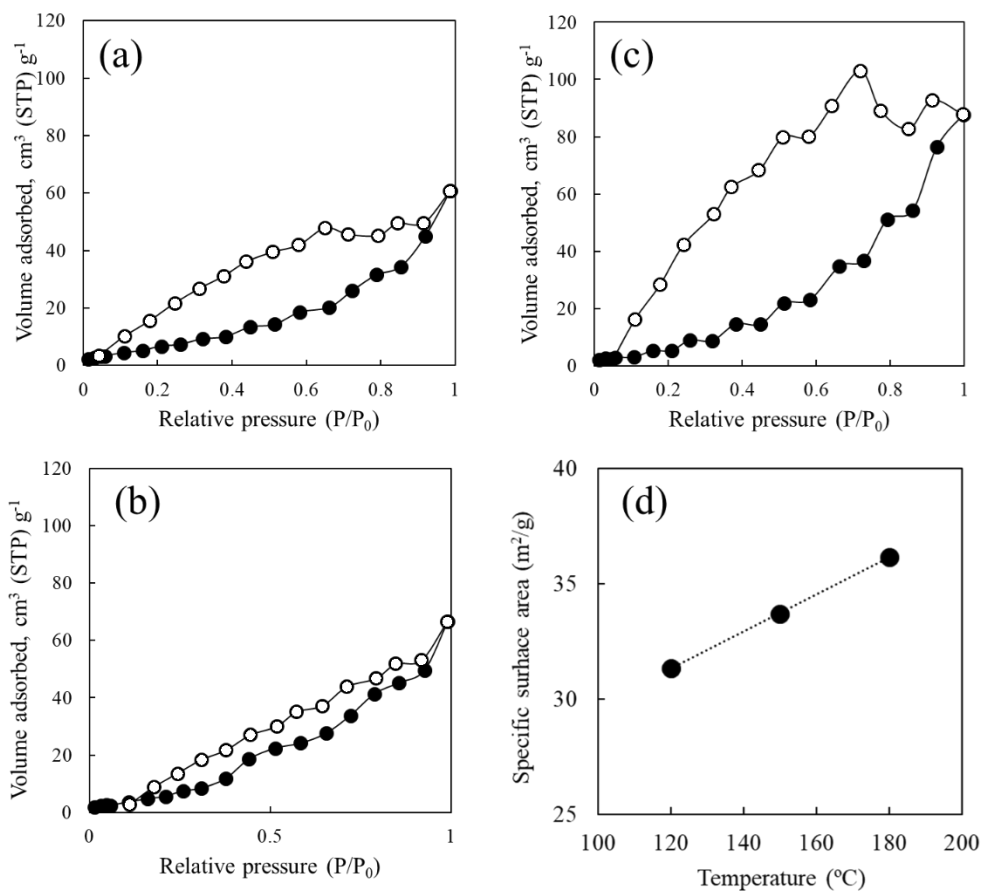 (a)
120
100
80
60
40
20
0
0 0.2 0.4 0.6 0.8 1
Volume adsorbed, cm³ (STP) g⁻¹
Relative pressure (P/P₀)
(c)
120
100
80
60
40
20
0
0 0.2 0.4 0.6 0.8 1
Volume adsorbed, cm³ (STP) g⁻¹
Relative pressure (P/P₀)
(b)
120
100
80
60
40
20
0
0 0.5 1
Volume adsorbed, cm³ (STP) g⁻¹
Relative pressure (P/P₀)
(d)
40
35
31
25
100 120 140 160 180 200
Specific surhace area (m²/g)
Temperature (ºC)